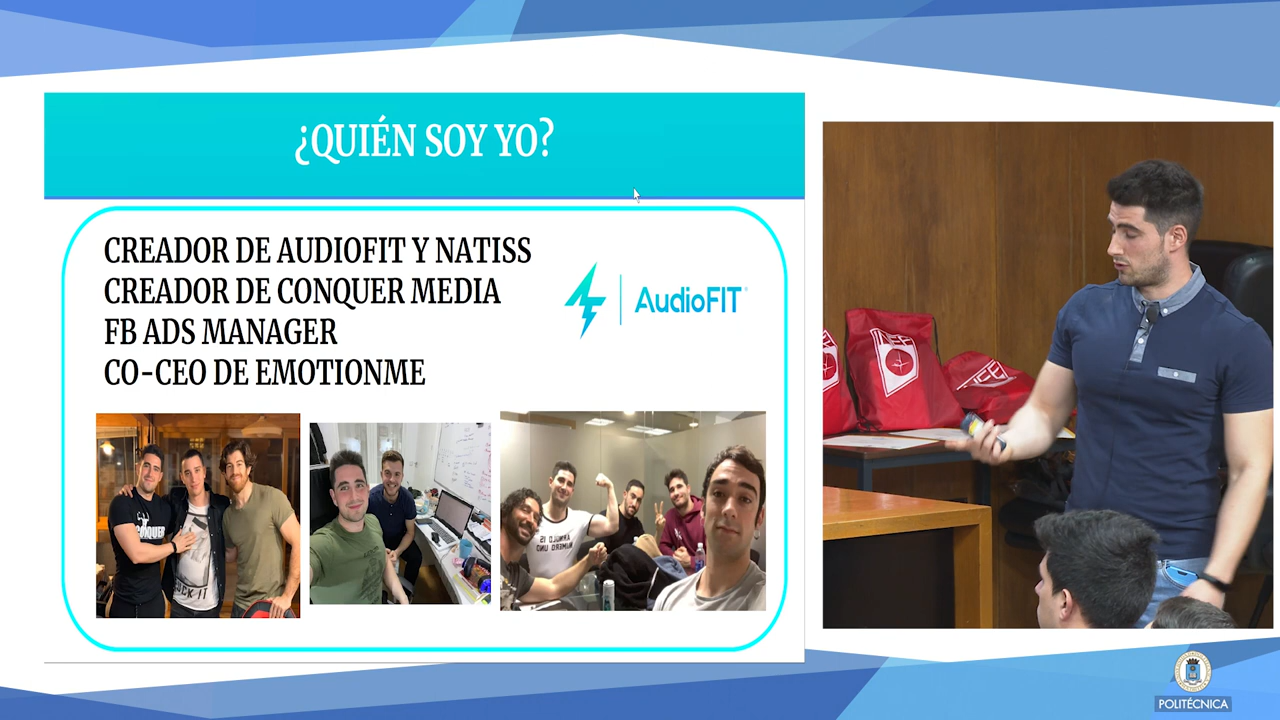 ¿QUIÉN SOY YO?
CREADOR DE AUDIOFIT Y NATISS
CREADOR DE CONQUER MEDIA
FB ADS MANAGER
CO-CEO DE EMOTIONME
AudioFIT
CONQUER
INEF
POLITÉCNICA